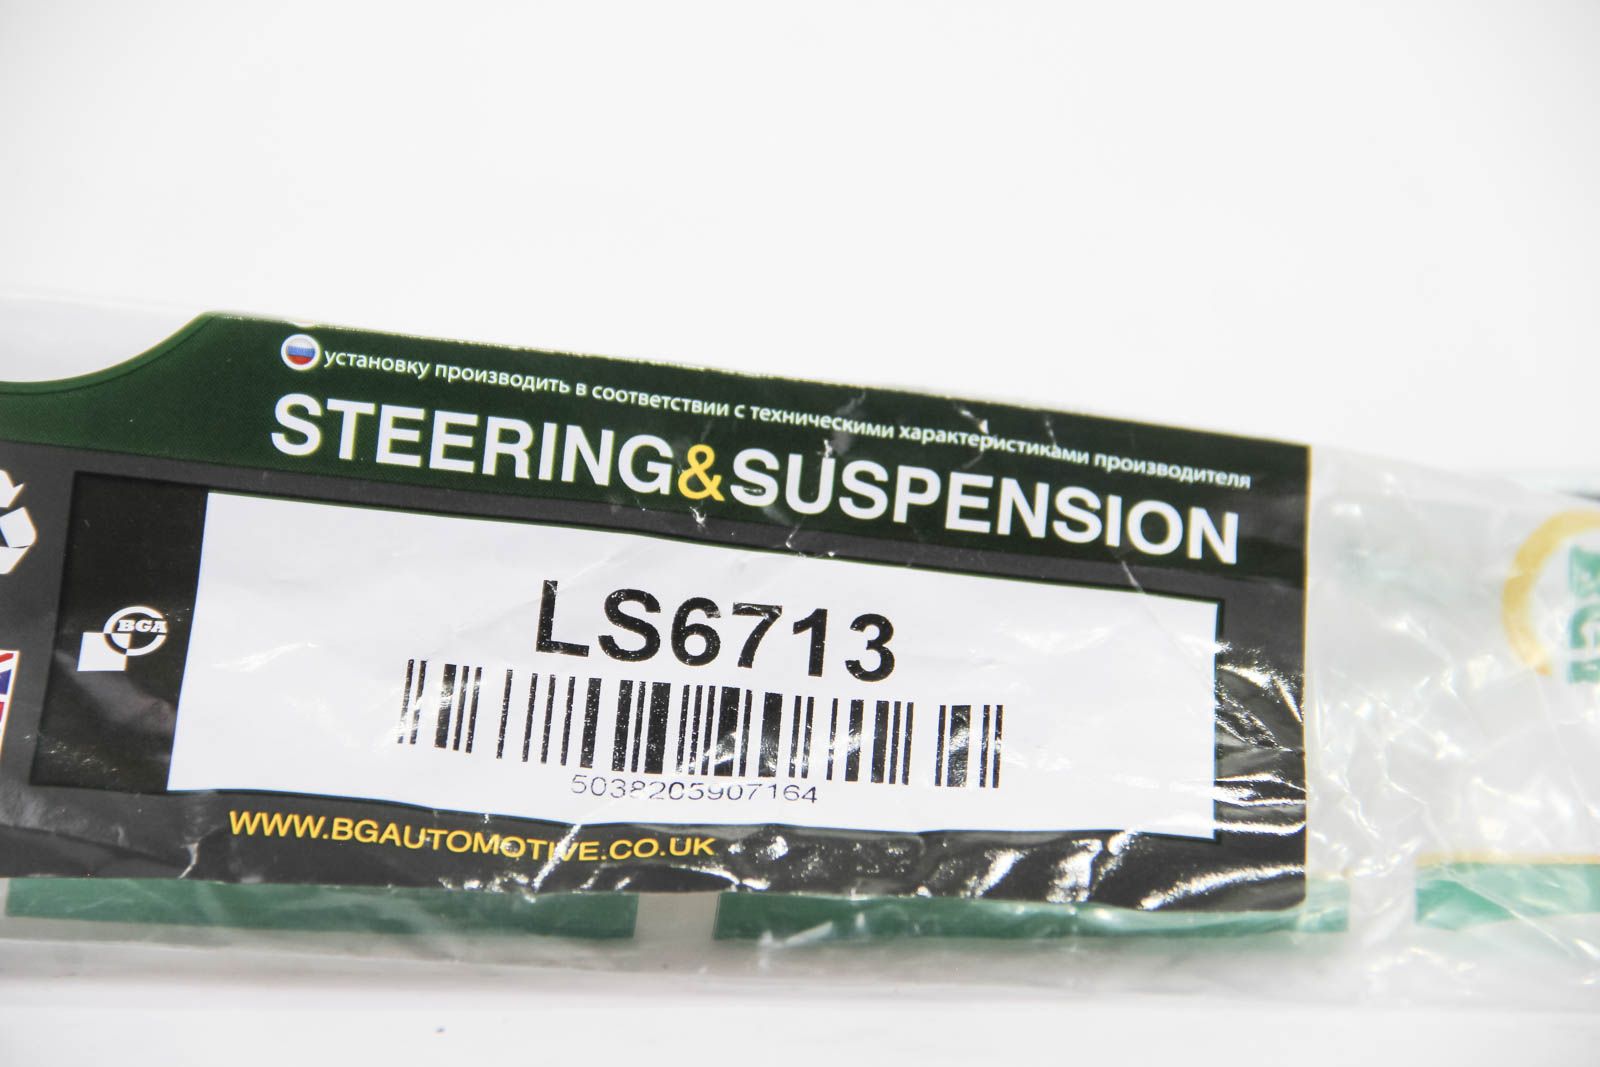 установку производить в соответствии с техническими характеристиками производителя
STEERING&SUSPENSION
LS6713
BGA
5038205907164
WWW.BGAUTOMOTIVE.CO.UK